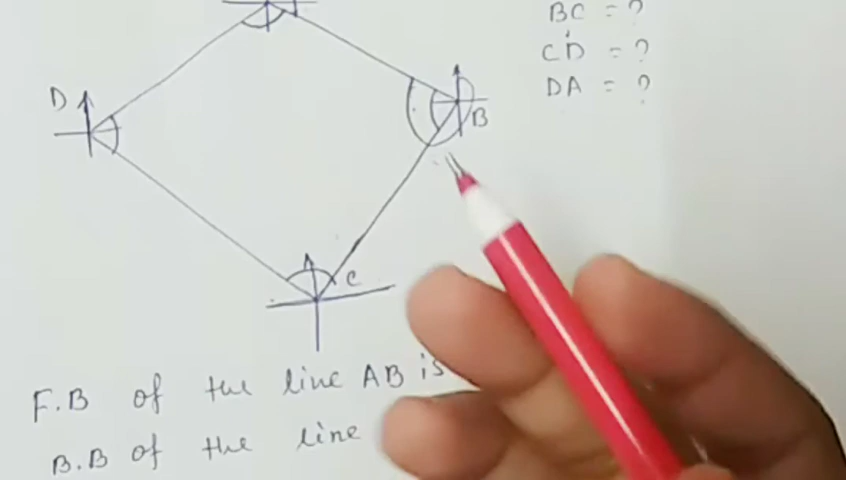 BC = ?
CD = ?
DA = ?
D
B
C
F.B of the line AB is
B.B of the line